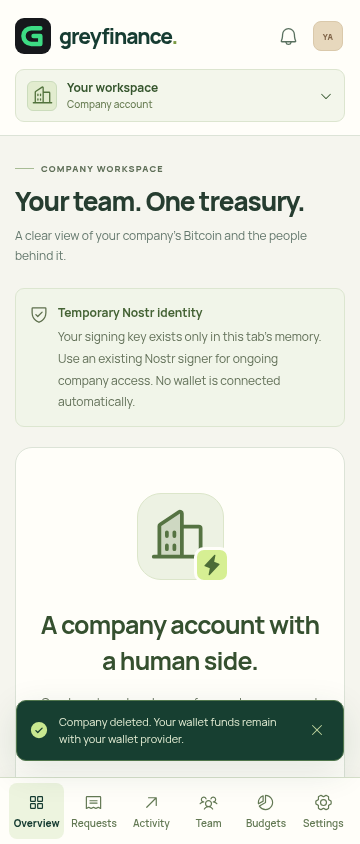 greyfinance.
YA
Your workspace
Company account
COMPANY WORKSPACE
Your team. One treasury.
A clear view of your company's Bitcoin and the people
behind it.
Temporary Nostr identity
Your signing key exists only in this tab's memory.
Use an existing Nostr signer for ongoing
company access. No wallet is connected
automatically.
A company account with
a human side.
Company deleted. Your wallet funds remain
with your wallet provider.
Overview
Requests
Activity
Team
Budgets
Settings